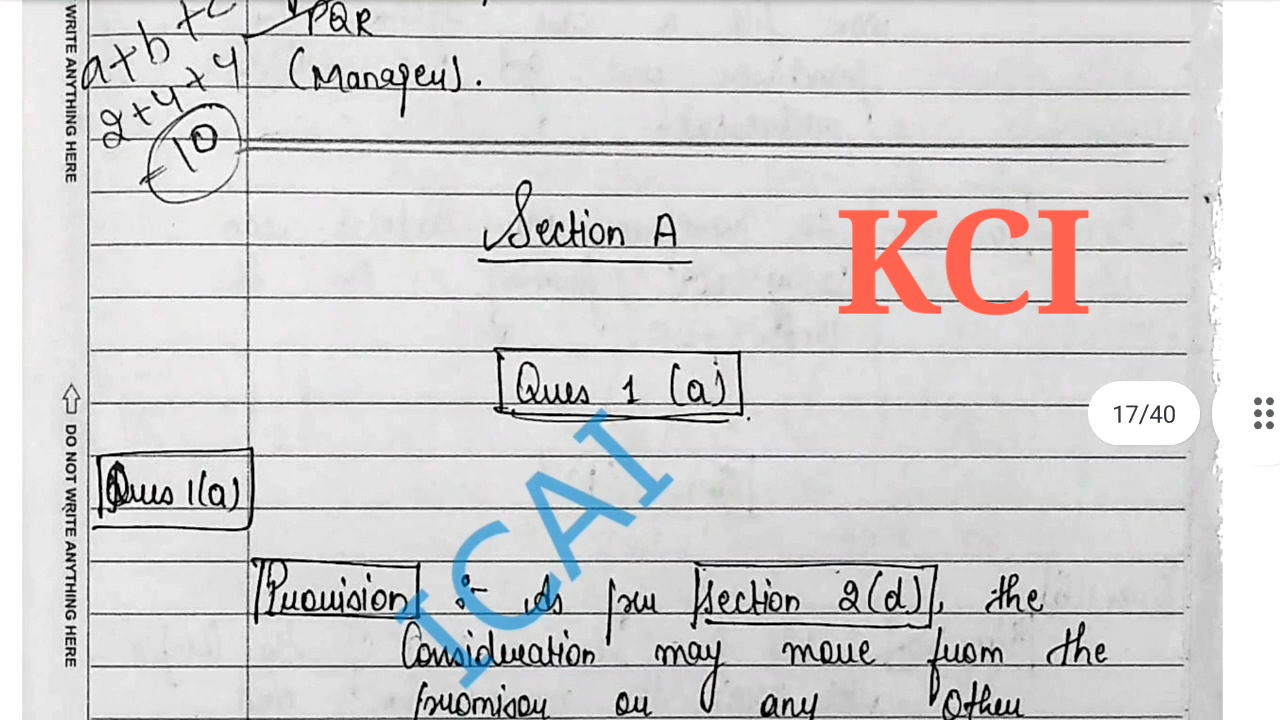 PQR
a+b+c
(Manager).
2+4+4
=10
Section A
KCI
Ques 1 (a)
17/40
Ques 1(a)
Provision :- As per section 2(d), the
Consideration may move from the
promisor or any other
ICAI
WRITE ANYTHING HERE
DO NOT WRITE ANYTHING HERE